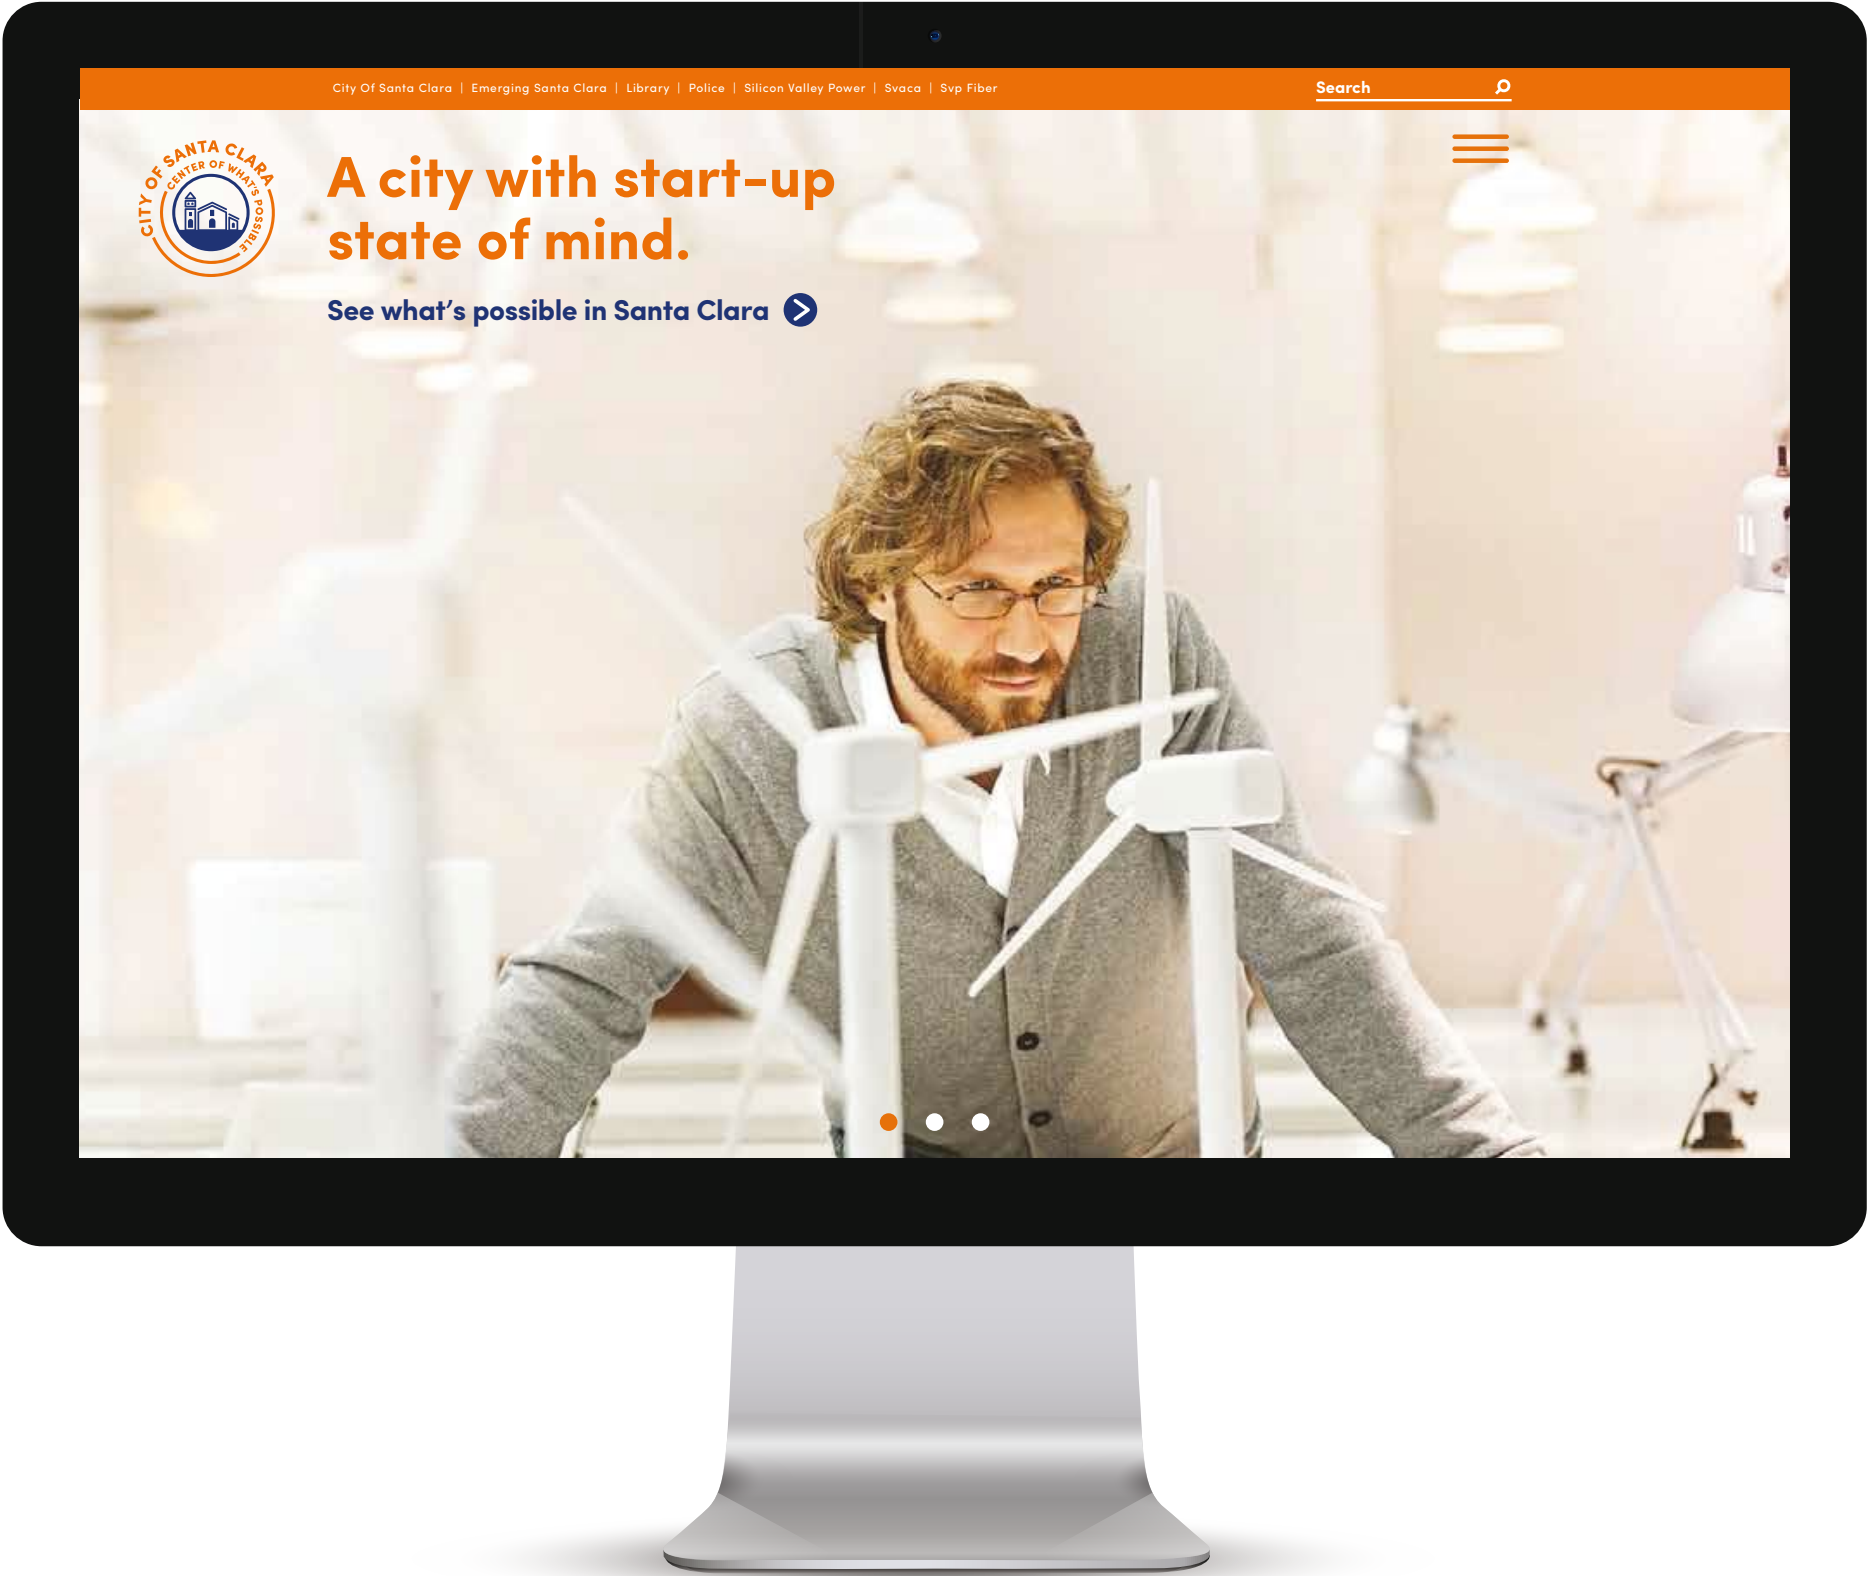 City Of Santa Clara | Emerging Santa Clara | Library | Police | Silicon Valley Power | Svaca | Svp Fiber
Search
CITY OF SANTA CLARA
CENTER OF WHAT'S POSSIBLE
A city with start-up
state of mind.
See what's possible in Santa Clara